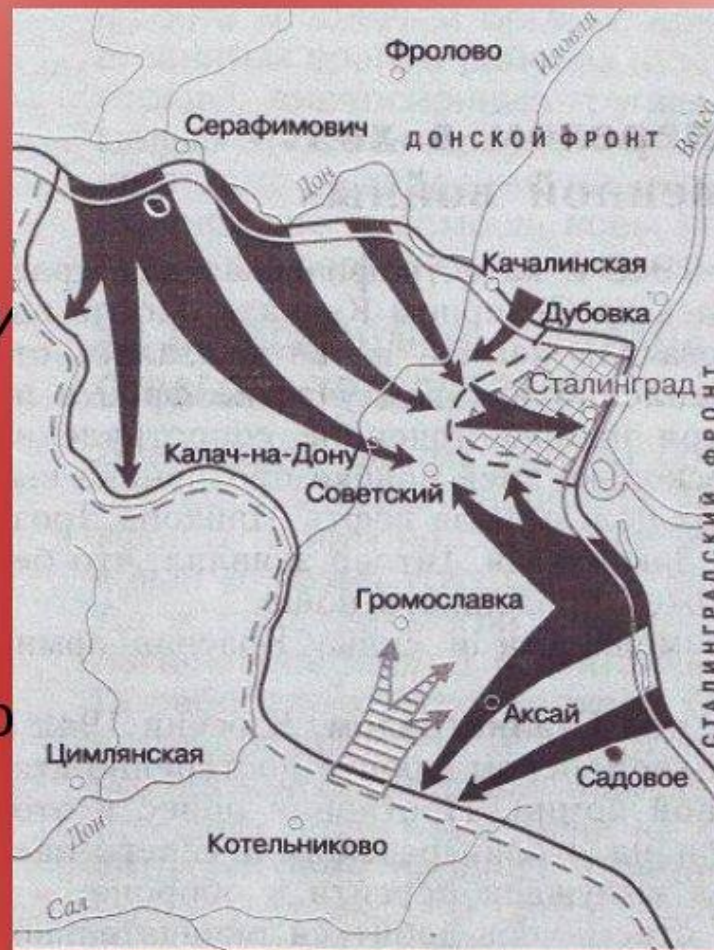 Фролово
Иловля
Серафимович
ДОНСКОЙ ФРОНТ
Дон
Качалинская
Дубовка
Сталинград
Калач-на-Дону
Советский
СТАЛИНГРАДСКИЙ ФРОНТ
Громославка
Аксай
Цимлянская
Садовое
Дон
Котельниково
Сал